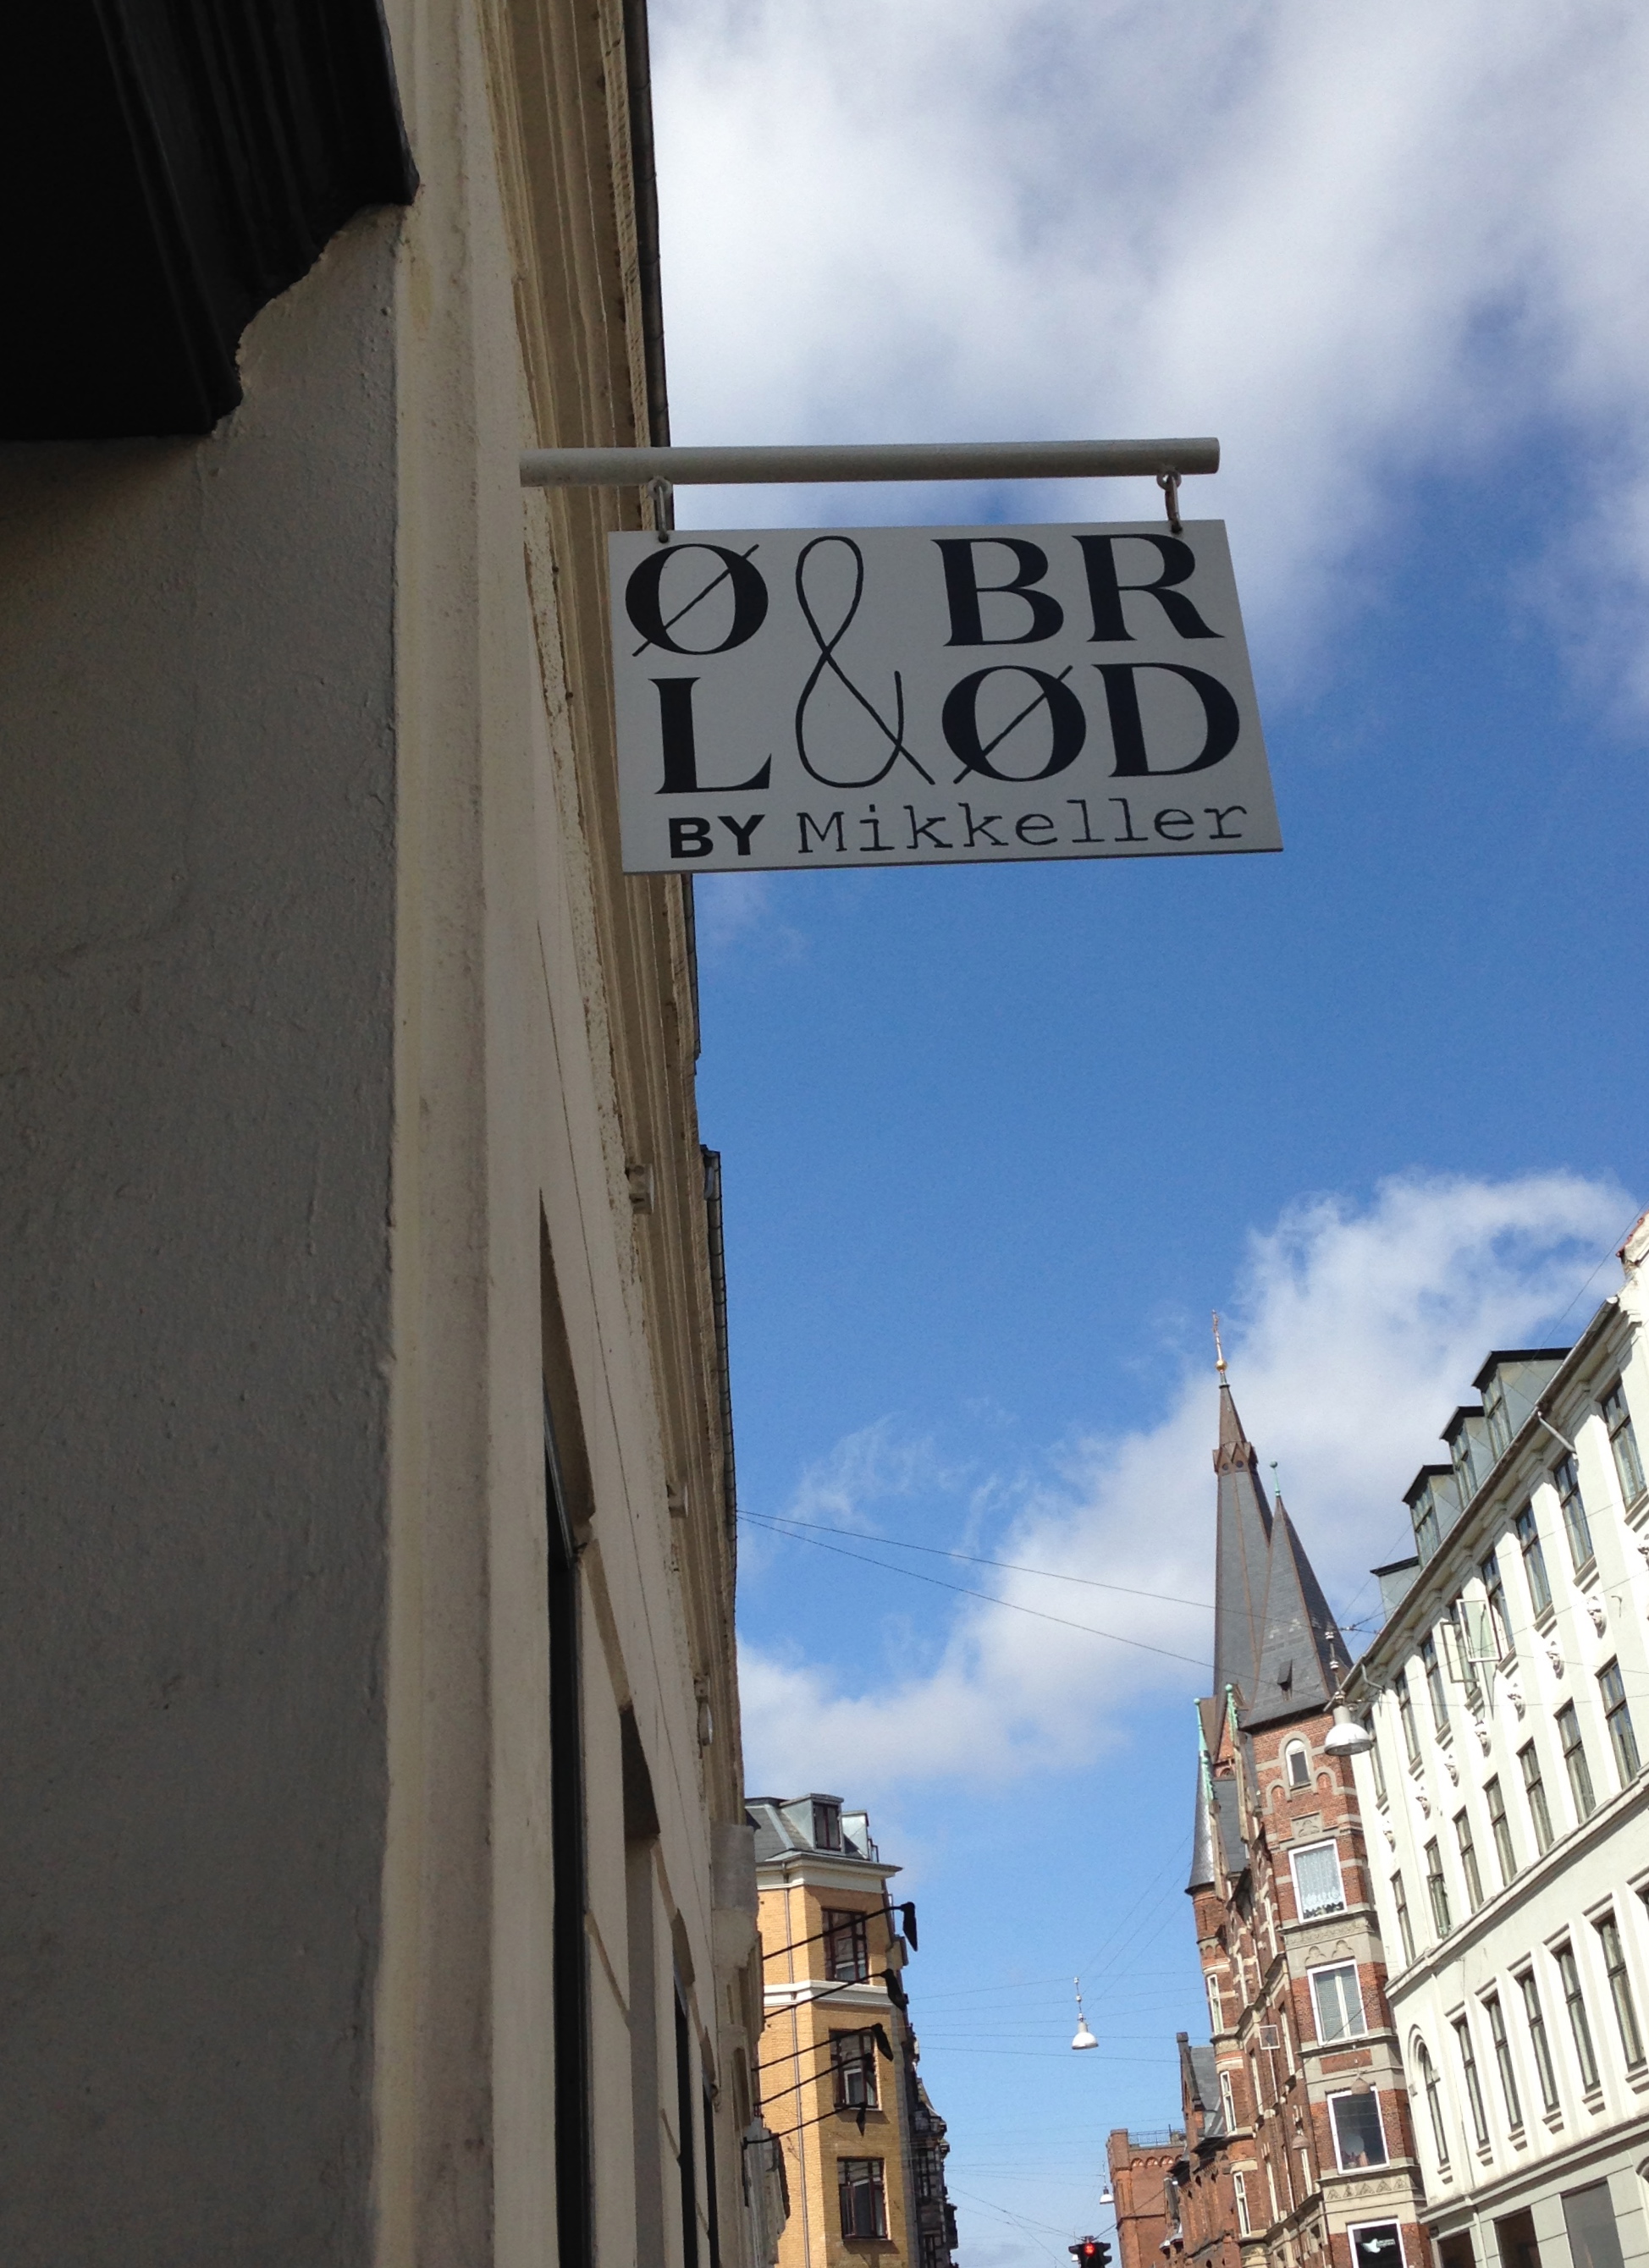 Ø & BR
L ØD
BY Mikkeller